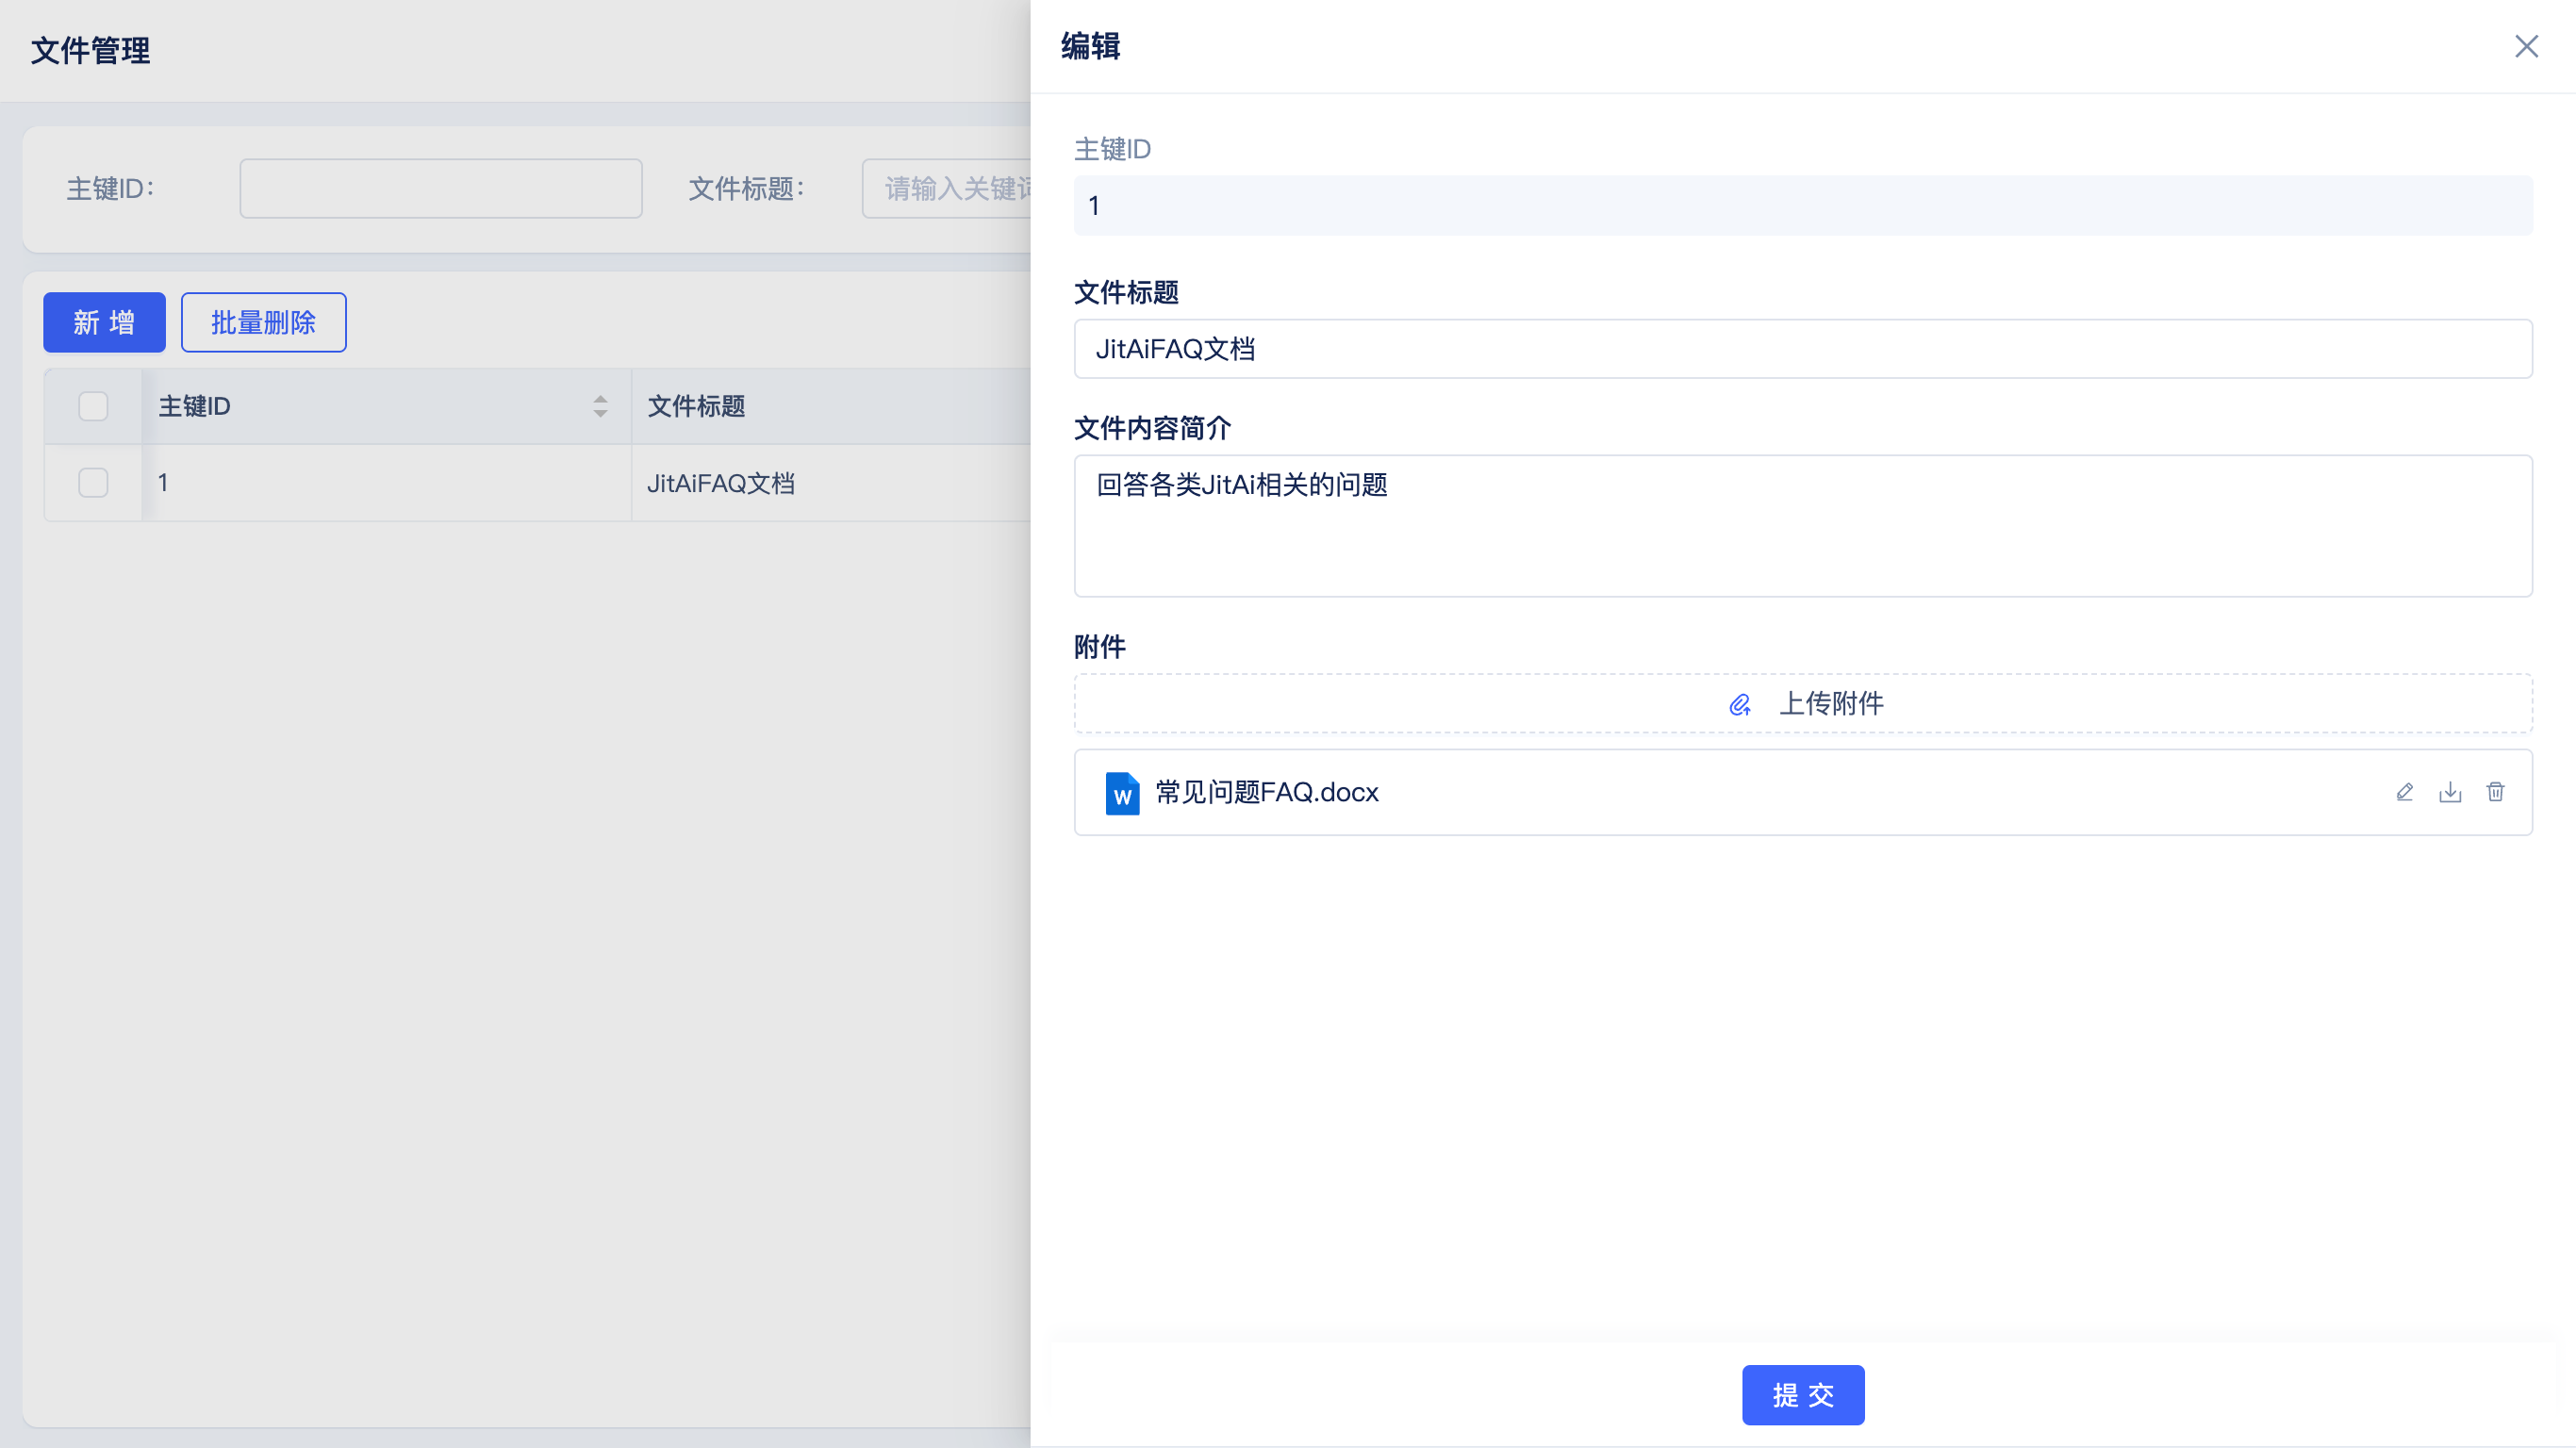 文件管理
主键ID：
文件标题：
请输入关键词
新 增
批量删除
主键ID
文件标题
1
JitAiFAQ文档
编辑
主键ID
1
文件标题
JitAiFAQ文档
文件内容简介
回答各类JitAi相关的问题
附件
上传附件
W
常见问题FAQ.docx
提 交